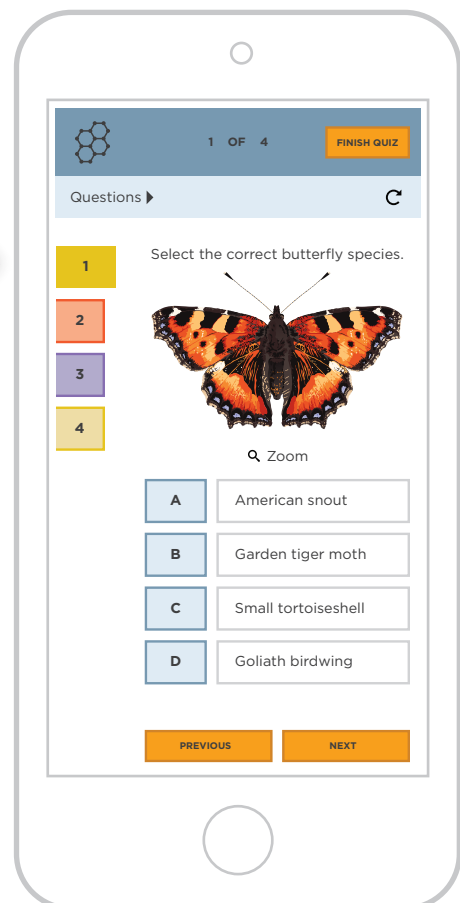 1 OF 4
FINISH QUIZ
Questions
1
Select the correct butterfly species.
2
3
4
Zoom
A American snout
B Garden tiger moth
C Small tortoiseshell
D Goliath birdwing
PREVIOUS
NEXT